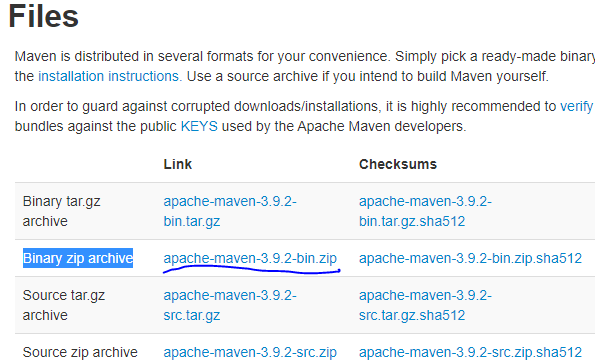 Files
Maven is distributed in several formats for your convenience. Simply pick a ready-made binary
the installation instructions. Use a source archive if you intend to build Maven yourself.
In order to guard against corrupted downloads/installations, it is highly recommended to verify
bundles against the public KEYS used by the Apache Maven developers.
Link Checksums
Binary tar.gz archive apache-maven-3.9.2-bin.tar.gz apache-maven-3.9.2-bin.tar.gz.sha512
Binary zip archive apache-maven-3.9.2-bin.zip apache-maven-3.9.2-bin.zip.sha512
Source tar.gz archive apache-maven-3.9.2-src.tar.gz apache-maven-3.9.2-src.tar.gz.sha512
Source zip archive apache-maven-3.9.2-src.zip apache-maven-3.9.2-src.zip.sha512